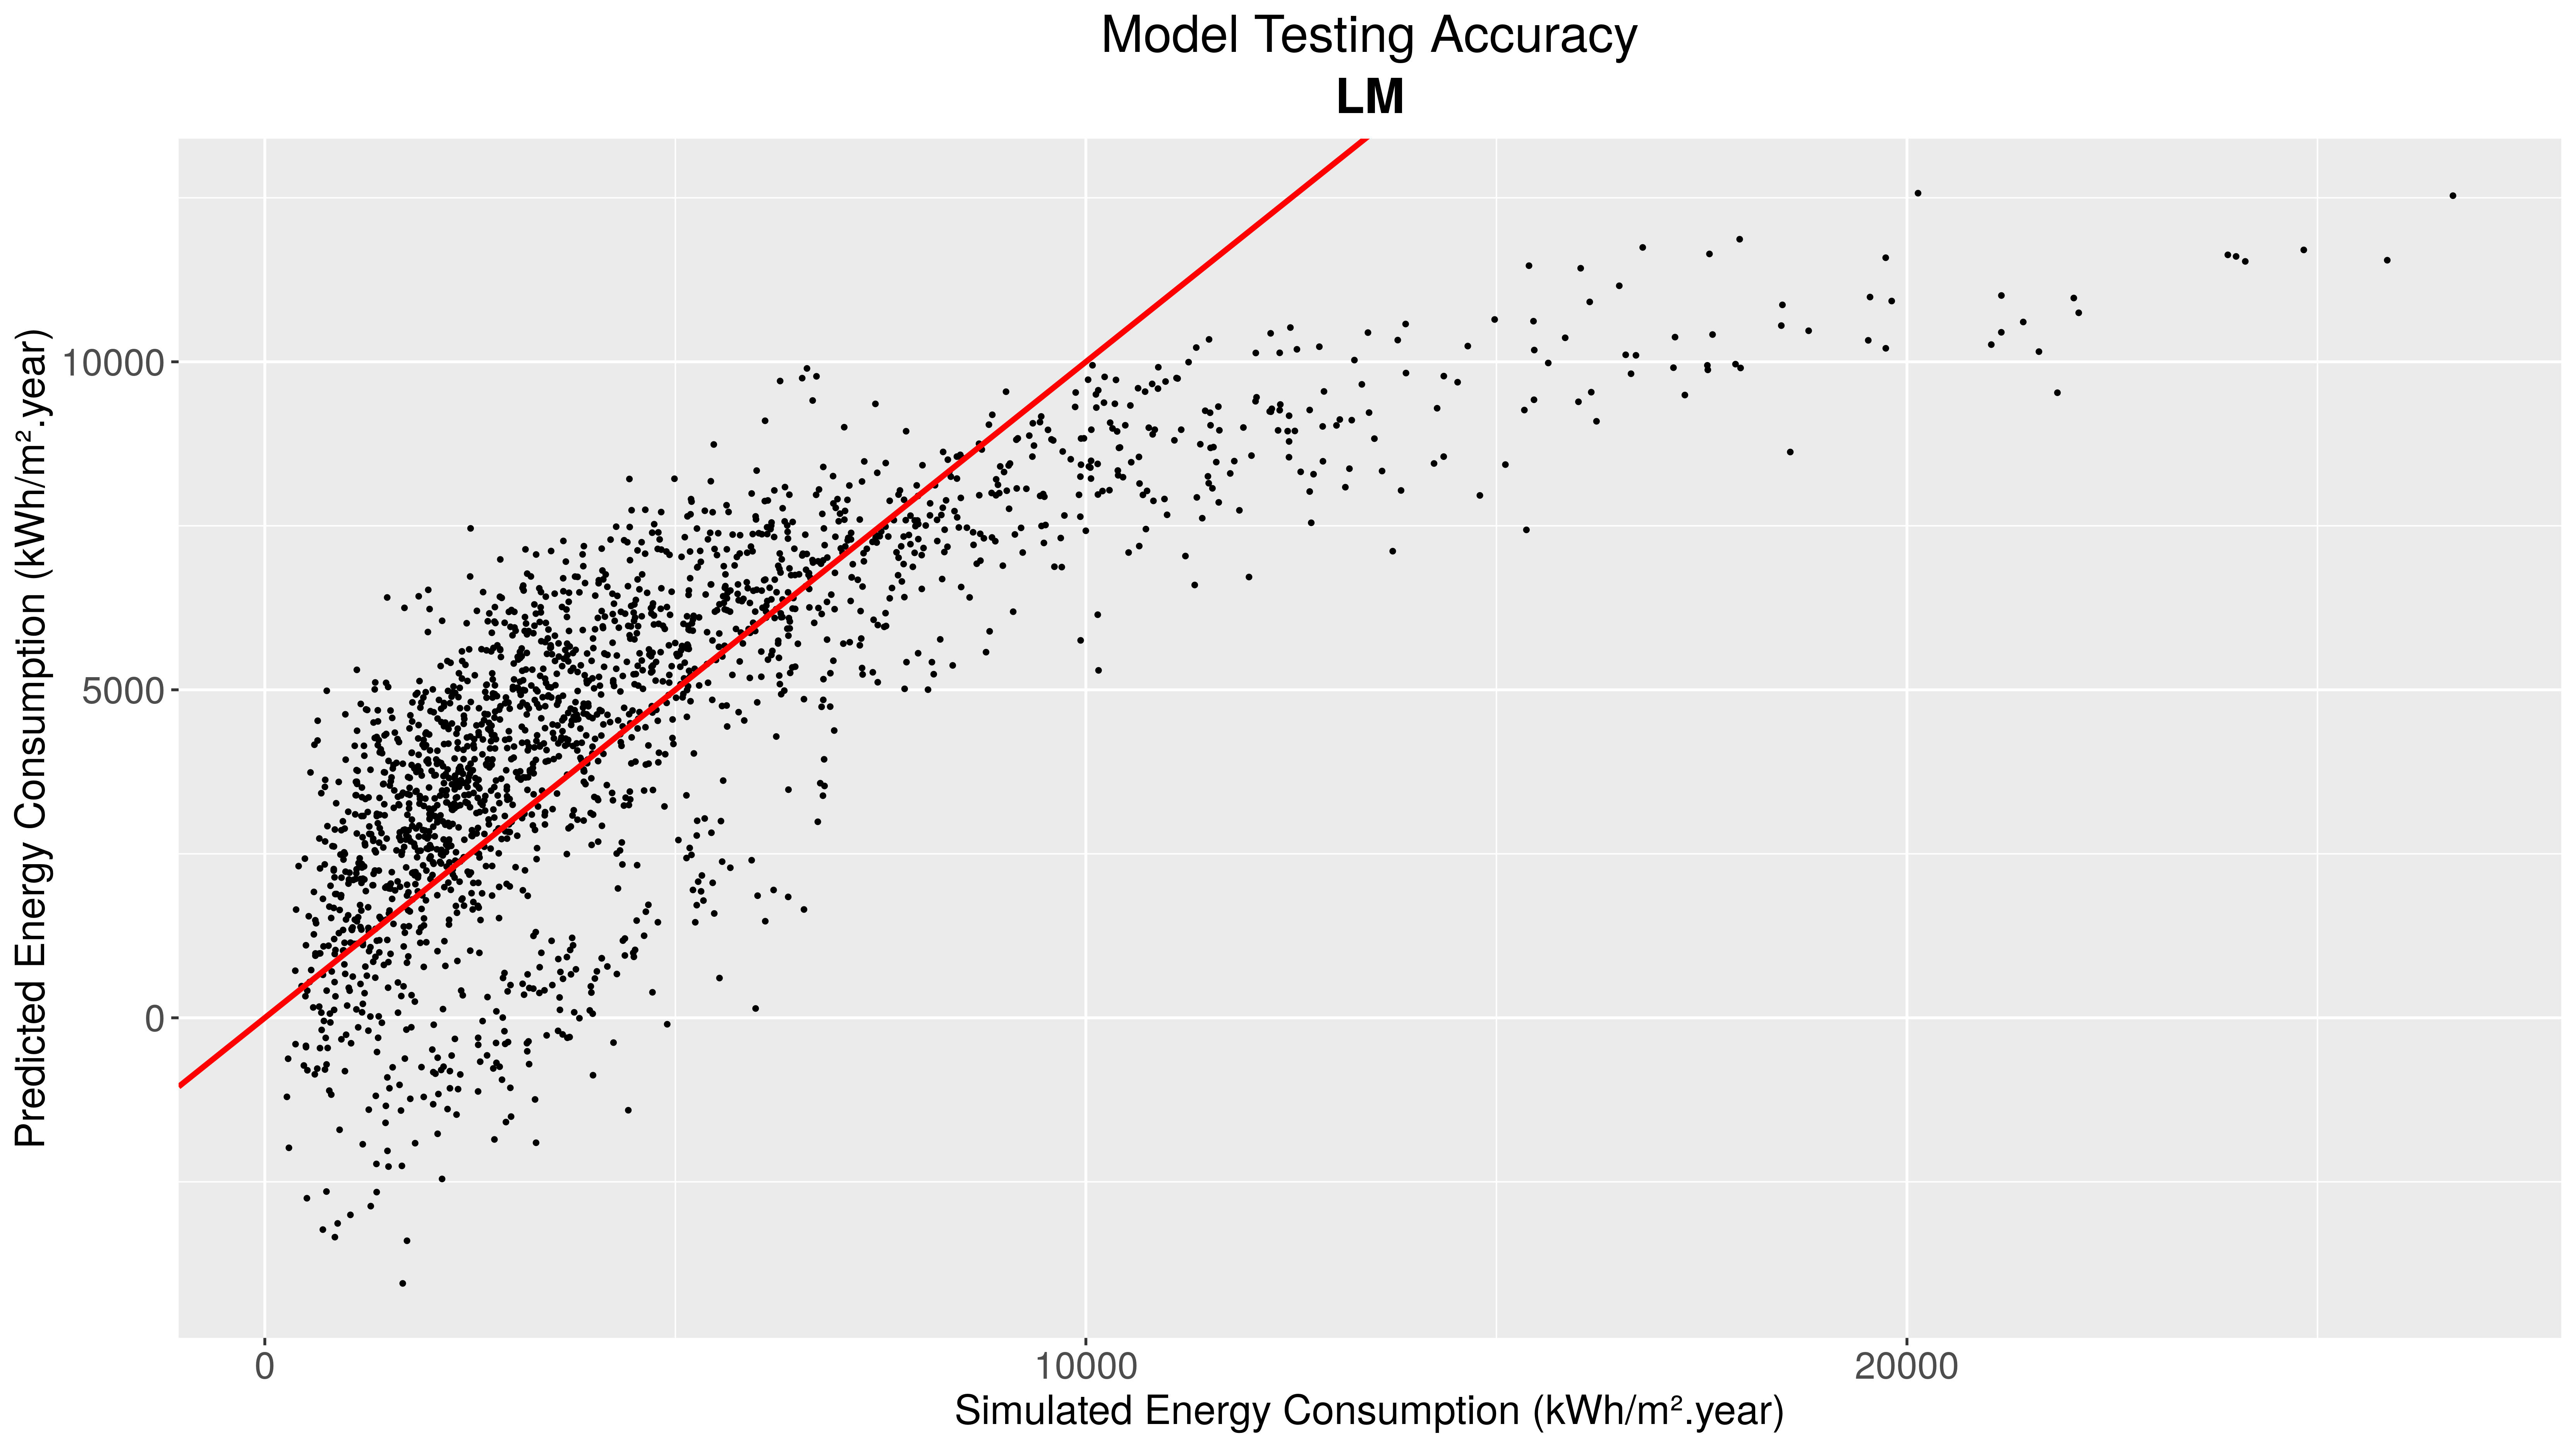 Model Testing Accuracy
LM
Predicted Energy Consumption (kWh/m².year)
10000
5000
0
0
10000
20000
Simulated Energy Consumption (kWh/m².year)